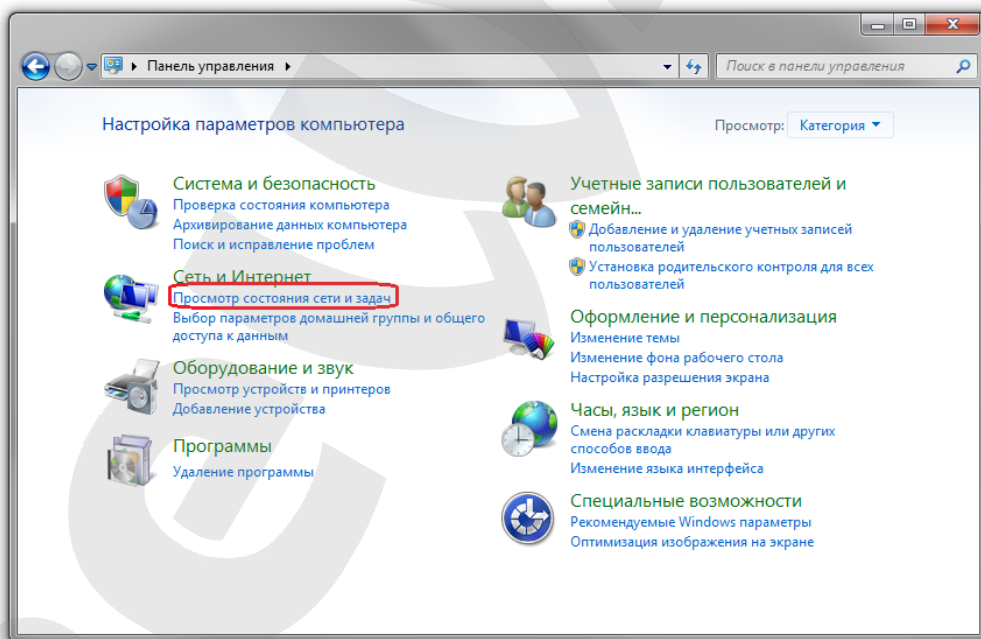 Панель управления
Поиск в панели управления
Настройка параметров компьютера
Просмотр: Категория
Система и безопасность
Проверка состояния компьютера
Архивирование данных компьютера
Поиск и исправление проблем
Сеть и Интернет
Просмотр состояния сети и задач
Выбор параметров домашней группы и общего
доступа к данным
Оборудование и звук
Просмотр устройств и принтеров
Добавление устройства
Программы
Удаление программы
Учетные записи пользователей и
семейн...
Добавление и удаление учетных записей
пользователей
Установка родительского контроля для всех
пользователей
Оформление и персонализация
Изменение темы
Изменение фона рабочего стола
Настройка разрешения экрана
Часы, язык и регион
Смена раскладки клавиатуры или других
способов ввода
Изменение языка интерфейса
Специальные возможности
Рекомендуемые Windows параметры
Оптимизация изображения на экране